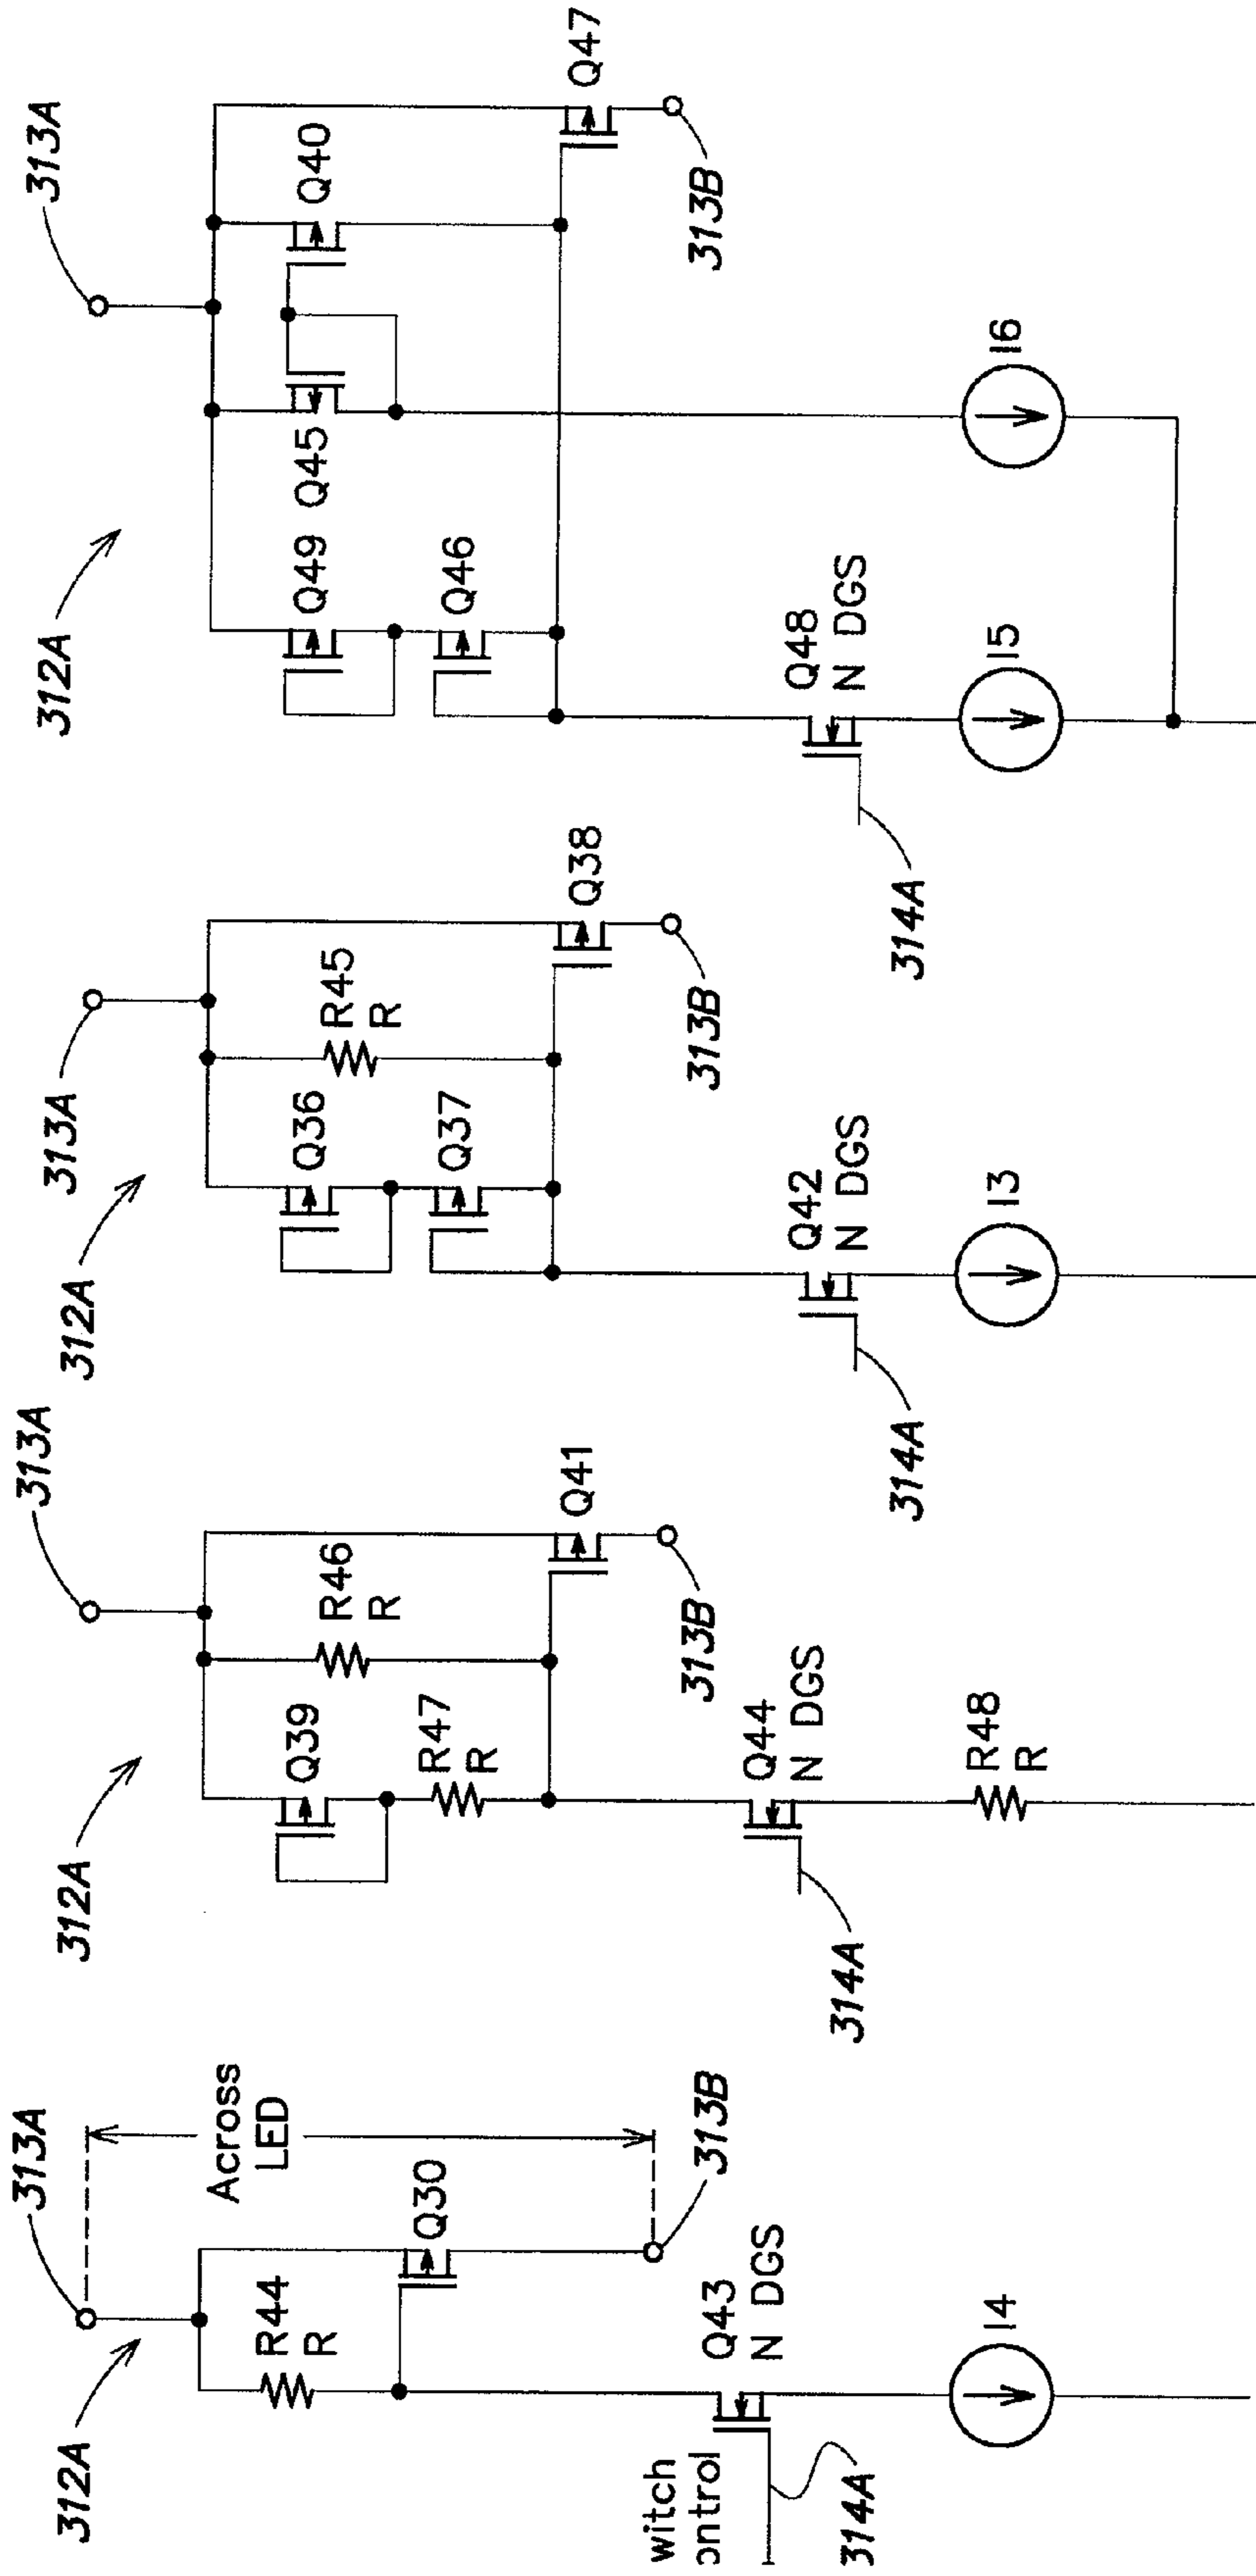 312A
313A
R44
R
Across
LED
Q30
313B
Q43
N DGS
witch
ontrol
314A
I4
312A
313A
Q39
R46
R
R47
R
Q41
313B
Q44
N DGS
314A
R48
R
312A
313A
Q36
R45
R
Q37
Q38
313B
Q42
N DGS
314A
I3
312A
313A
Q49
Q45
Q40
Q46
Q47
313B
Q48
N DGS
314A
I5
I6